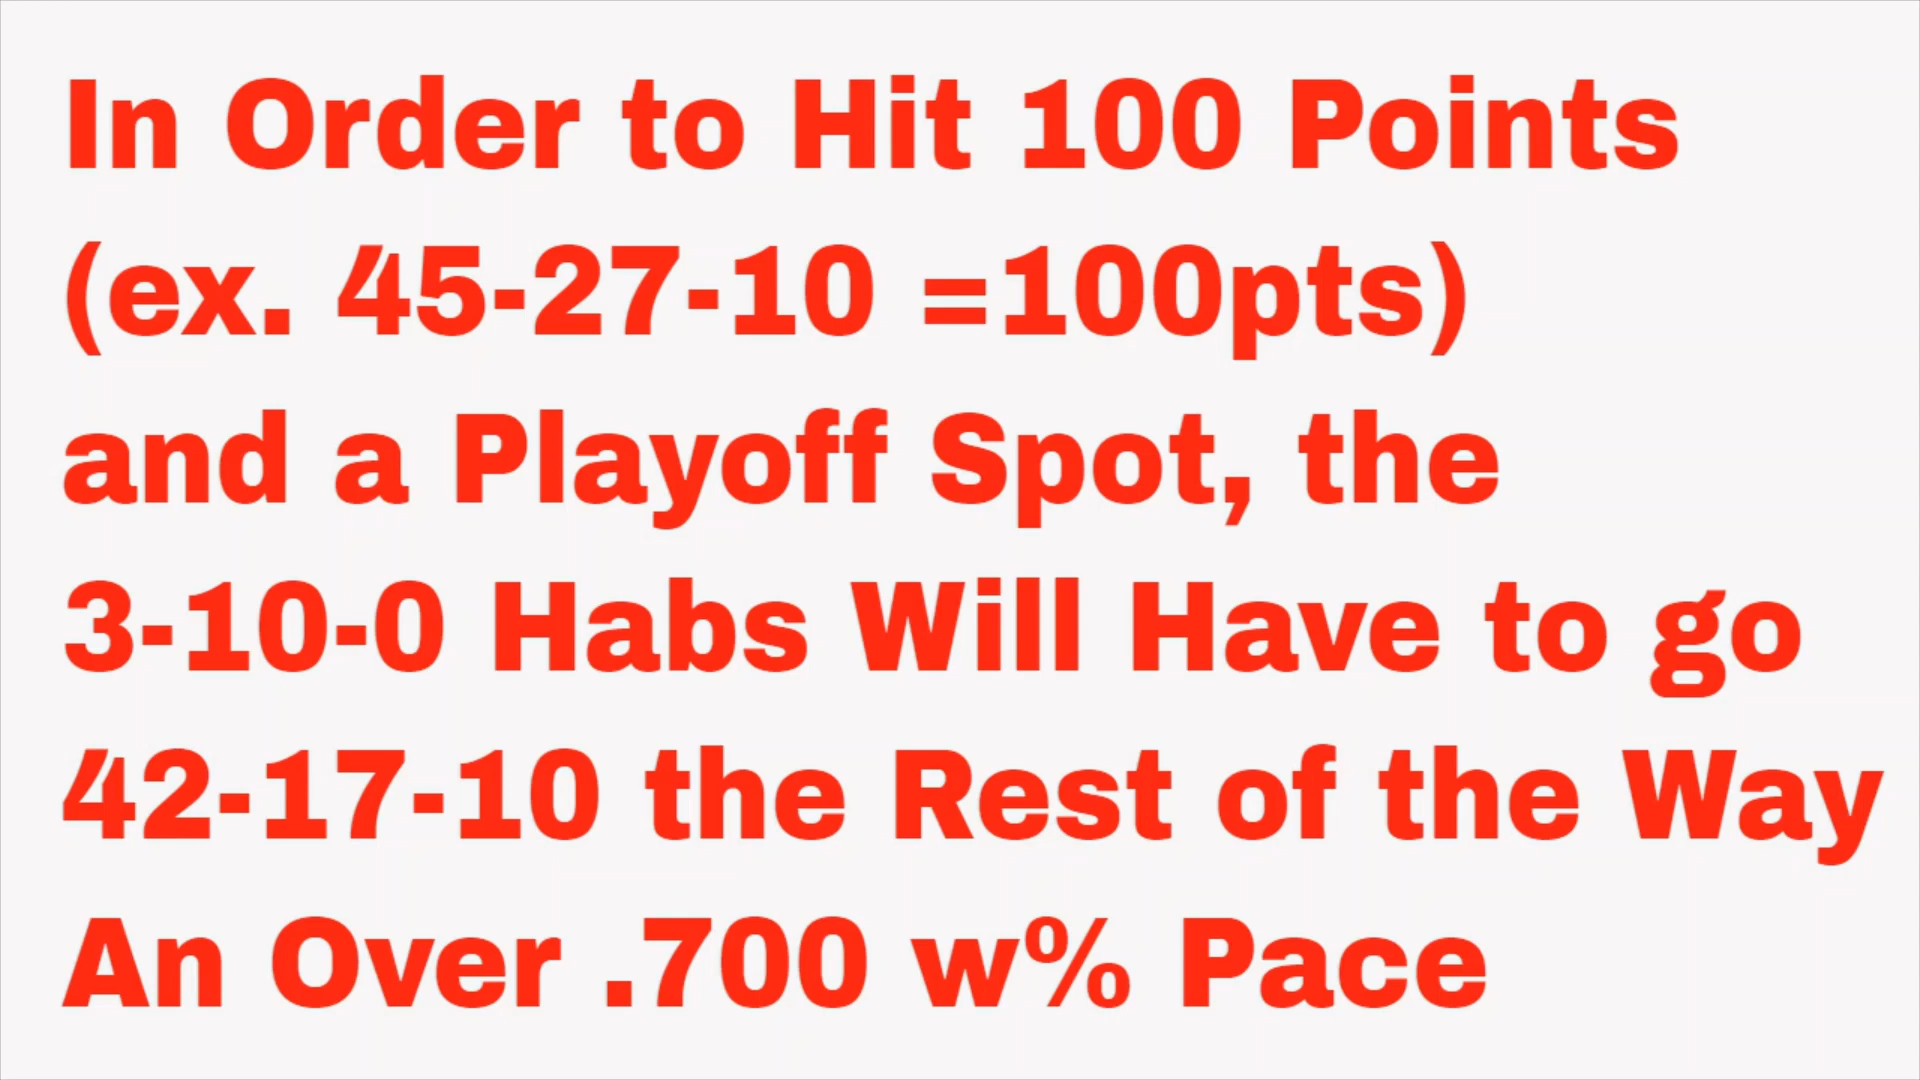 In Order to Hit 100 Points
(ex. 45-27-10 =100pts)
and a Playoff Spot, the
3-10-0 Habs Will Have to go
42-17-10 the Rest of the Way
An Over .700 w% Pace